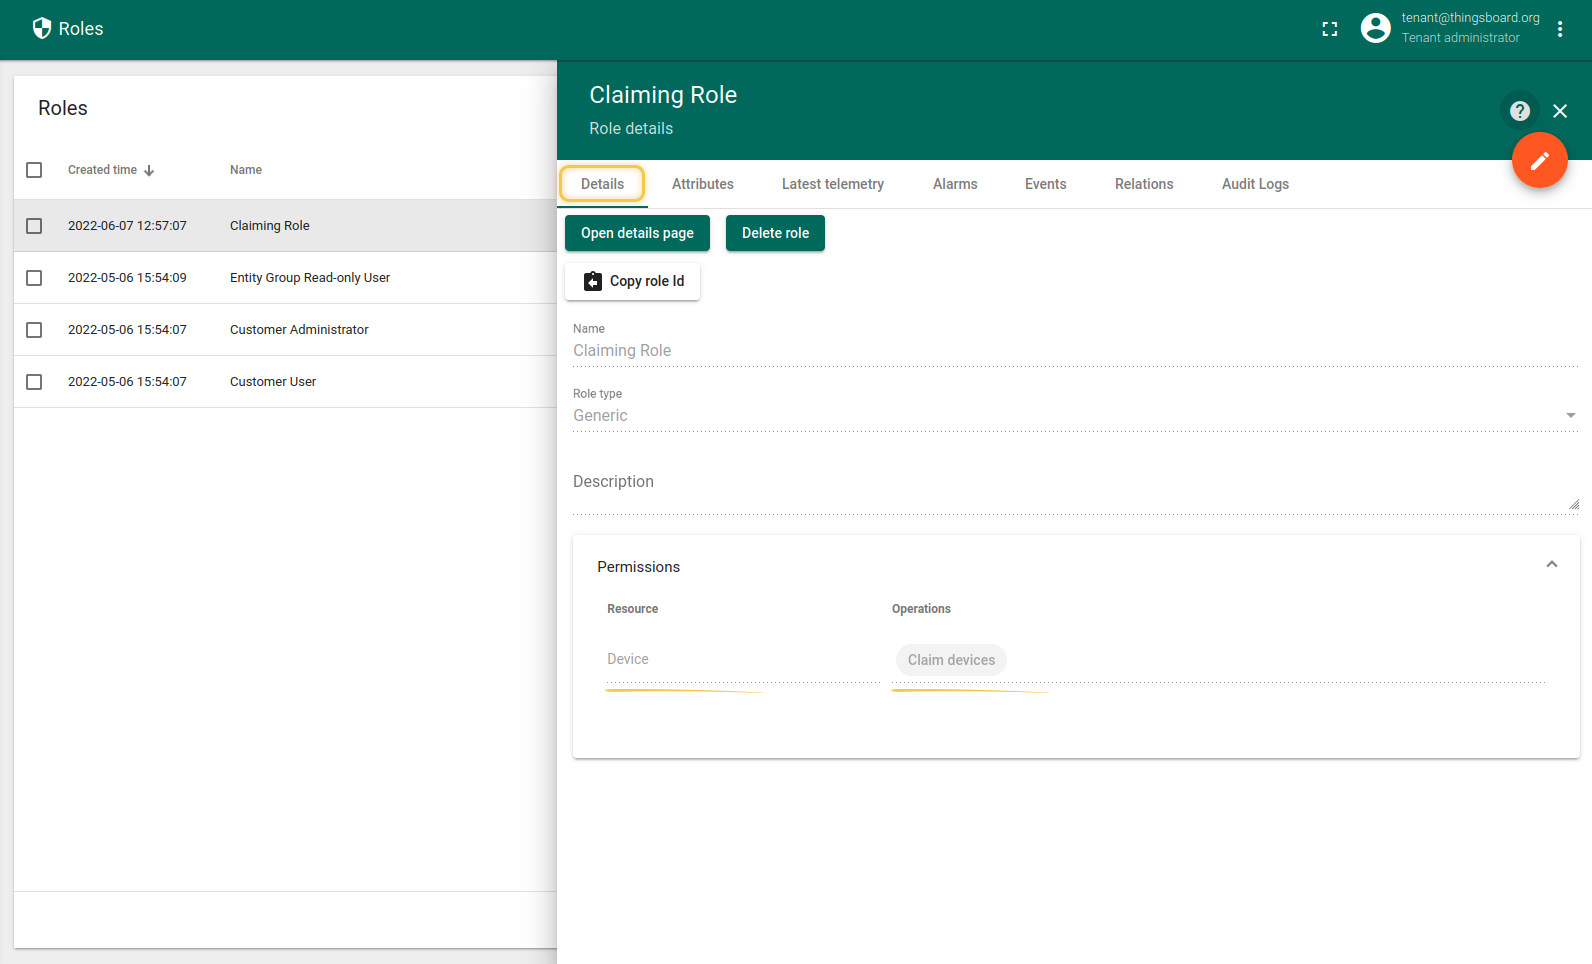 Roles
tenant@thingsboard.org
Tenant administrator
Roles
Created time Name
2022-06-07 12:57:07 Claiming Role
2022-05-06 15:54:09 Entity Group Read-only User
2022-05-06 15:54:07 Customer Administrator
2022-05-06 15:54:07 Customer User
Claiming Role
Role details
Details Attributes Latest telemetry Alarms Events Relations Audit Logs
Open details page Delete role
Copy role Id
Name
Claiming Role
Role type
Generic
Description
Permissions
Resource Operations
Device Claim devices